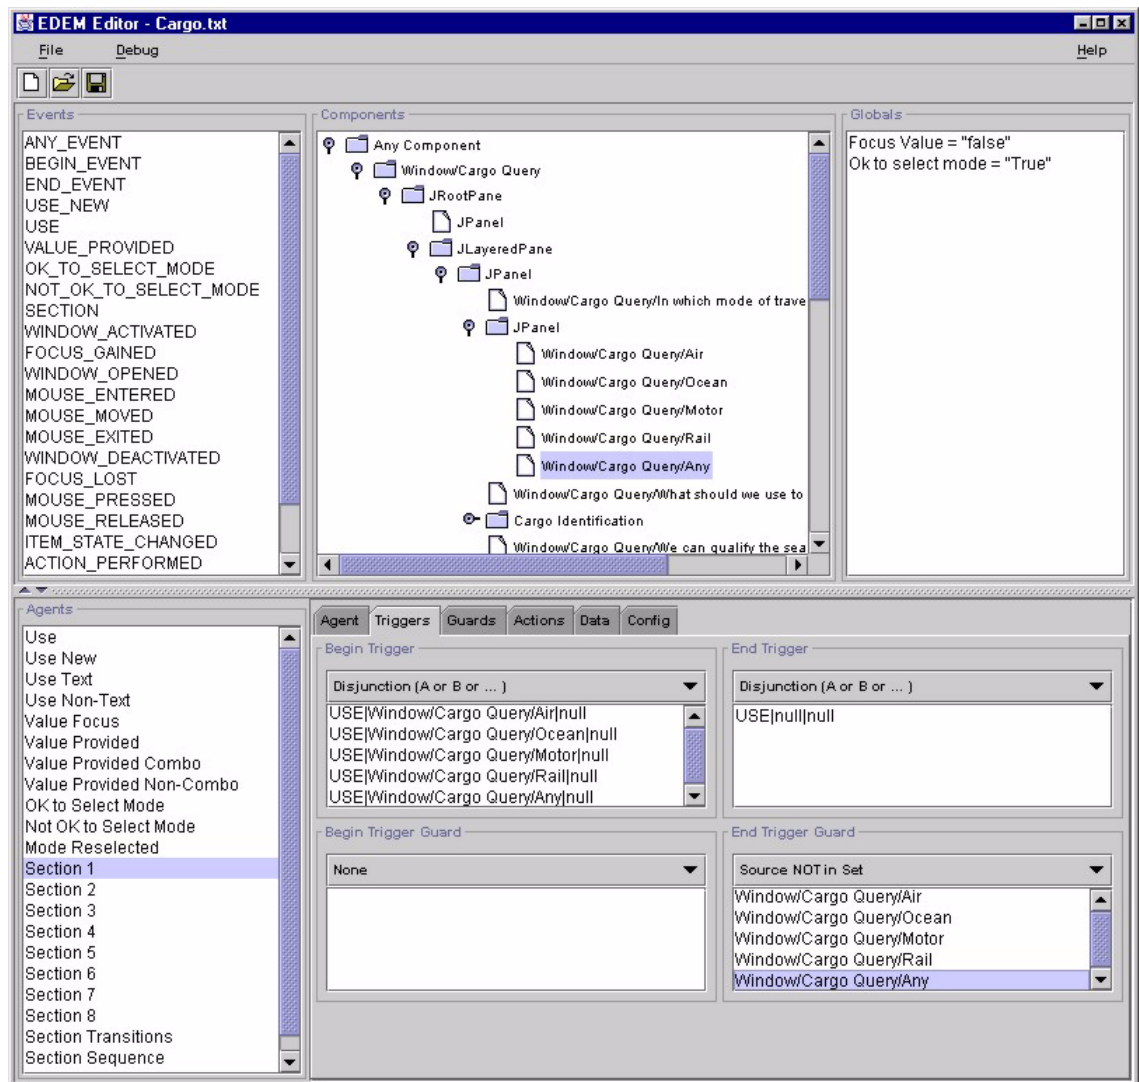 EDEM Editor - Cargo.txt
File Debug Help
Events
ANY_EVENT
BEGIN_EVENT
END_EVENT
USE_NEW
USE
VALUE_PROVIDED
OK_TO_SELECT_MODE
NOT_OK_TO_SELECT_MODE
SECTION
WINDOW_ACTIVATED
FOCUS_GAINED
WINDOW_OPENED
MOUSE_ENTERED
MOUSE_MOVED
MOUSE_EXITED
WINDOW_DEACTIVATED
FOCUS_LOST
MOUSE_PRESSED
MOUSE_RELEASED
ITEM_STATE_CHANGED
ACTION_PERFORMED
Components
Any Component
Window/Cargo Query
JRootPane
JPanel
JLayeredPane
JPanel
Window/Cargo Query/In which mode of trave
JPanel
Window/Cargo Query/Air
Window/Cargo Query/Ocean
Window/Cargo Query/Motor
Window/Cargo Query/Rail
Window/Cargo Query/Any
Window/Cargo Query/What should we use to
Cargo Identification
Window/Cargo Query/We can qualify the sea
Globals
Focus Value = "false"
Ok to select mode = "True"
Agents
Use
Use New
Use Text
Use Non-Text
Value Focus
Value Provided
Value Provided Combo
Value Provided Non-Combo
OK to Select Mode
Not OK to Select Mode
Mode Reselected
Section 1
Section 2
Section 3
Section 4
Section 5
Section 6
Section 7
Section 8
Section Transitions
Section Sequence
Agent Triggers Guards Actions Data Config
Begin Trigger
Disjunction (A or B or ... )
USE|Window/Cargo Query/Air|null
USE|Window/Cargo Query/Ocean|null
USE|Window/Cargo Query/Motor|null
USE|Window/Cargo Query/Rail|null
USE|Window/Cargo Query/Any|null
End Trigger
Disjunction (A or B or ... )
USE|null|null
Begin Trigger Guard
None
End Trigger Guard
Source NOT in Set
Window/Cargo Query/Air
Window/Cargo Query/Ocean
Window/Cargo Query/Motor
Window/Cargo Query/Rail
Window/Cargo Query/Any